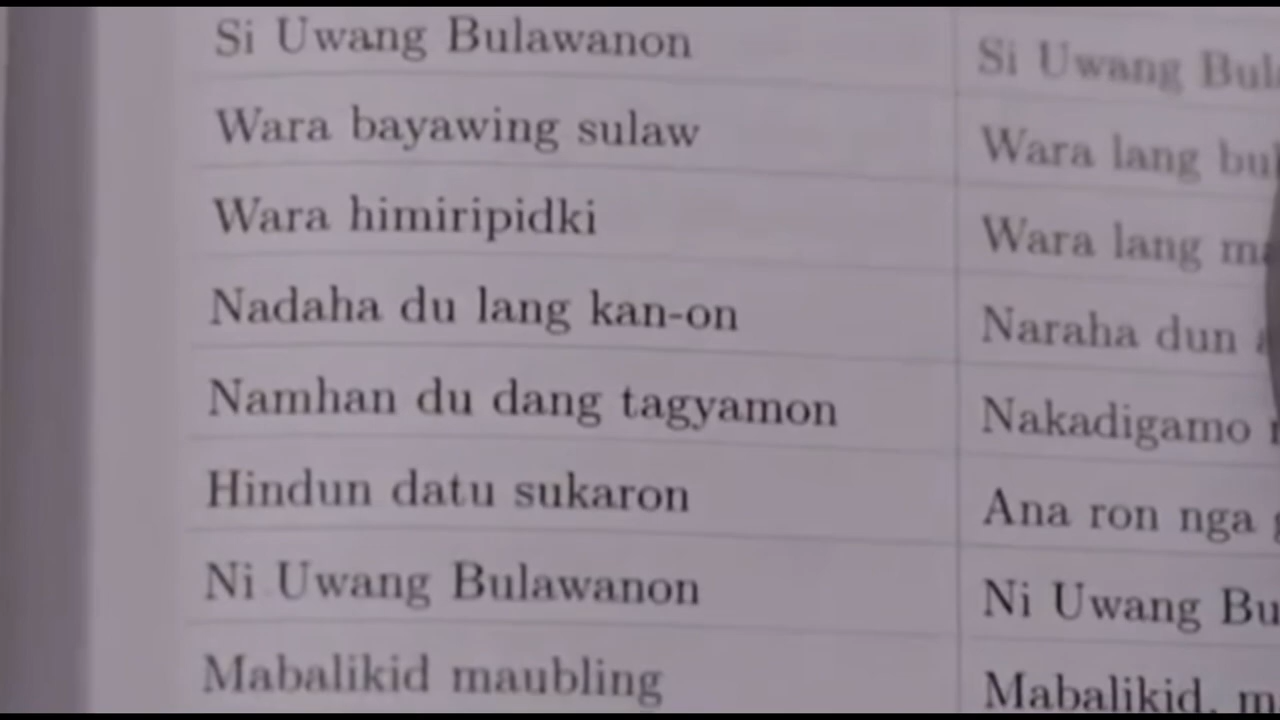 Si Uwang Bulawanon
Wara bayawing sulaw
Wara himiripidki
Nadaha du lang kan-on
Namhan du dang tagyamon
Hindun datu sukaron
Ni Uwang Bulawanon
Mabalikid maubling
Si Uwang
Wara lang
Wara lang
Naraha dun
Nakadigamo
Ana ron nga
Ni Uwang
Mabalikid,